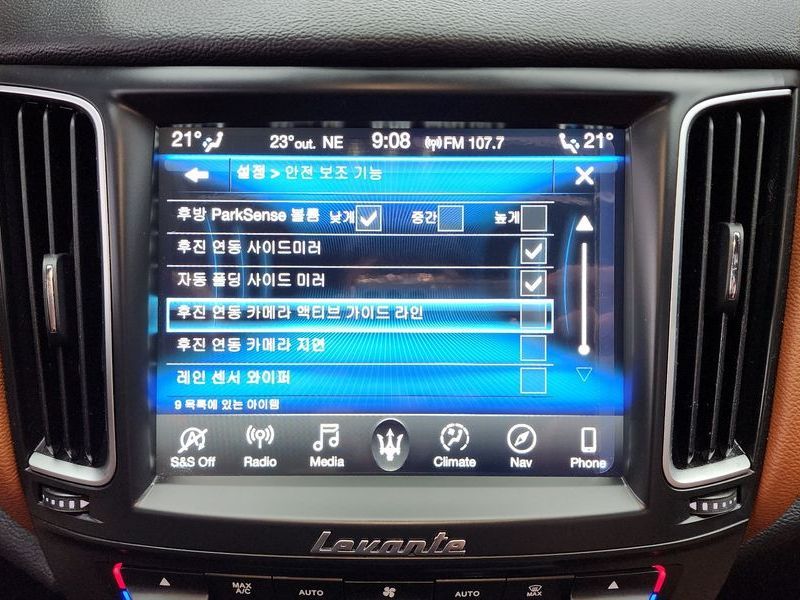 21° 23°out. NE 9:08 FM 107.7 21°
설정 > 안전 보조 기능
후방 ParkSense 볼륨 낮게 중간 높게
후진 연동 사이드미러
자동 폴딩 사이드 미러
후진 연동 카메라 액티브 가이드 라인
후진 연동 카메라 지연
레인 센서 와이퍼
9 목록에 있는 아이템
S&S Off Radio Media Climate Nav Phone
Levante
MAX A/C AUTO AUTO MAX